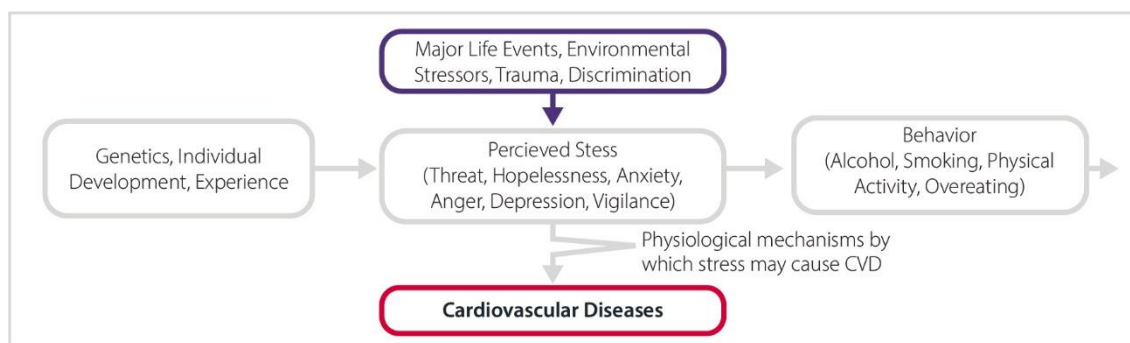 Major Life Events, Environmental
Stressors, Trauma, Discrimination
Genetics, Individual
Development, Experience
Percieved Stess
(Threat, Hopelessness, Anxiety,
Anger, Depression, Vigilance)
Behavior
(Alcohol, Smoking, Physical
Activity, Overeating)
Physiological mechanisms by
which stress may cause CVD
Cardiovascular Diseases